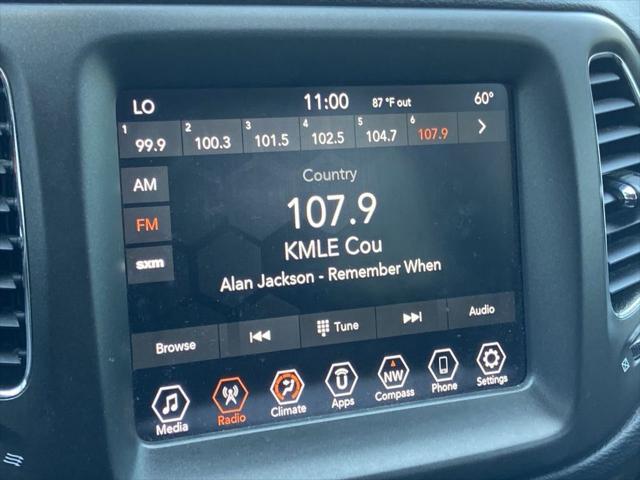 LO 11:00 87 °F out 60°
1 99.9 2 100.3 3 101.5 4 102.5 5 104.7 6 107.9
AM
FM
sxm
Country
107.9
KMLE Cou
Alan Jackson - Remember When
Browse Tune Audio
Media Radio Climate Apps NW Compass Phone Settings